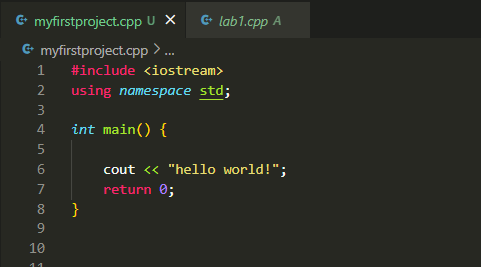 myfirstproject.cpp U × lab1.cpp A
myfirstproject.cpp > ...
1 #include <iostream>
2 using namespace std;
3
4 int main() {
5
6 cout << "hello world!";
7 return 0;
8 }
9
10
11